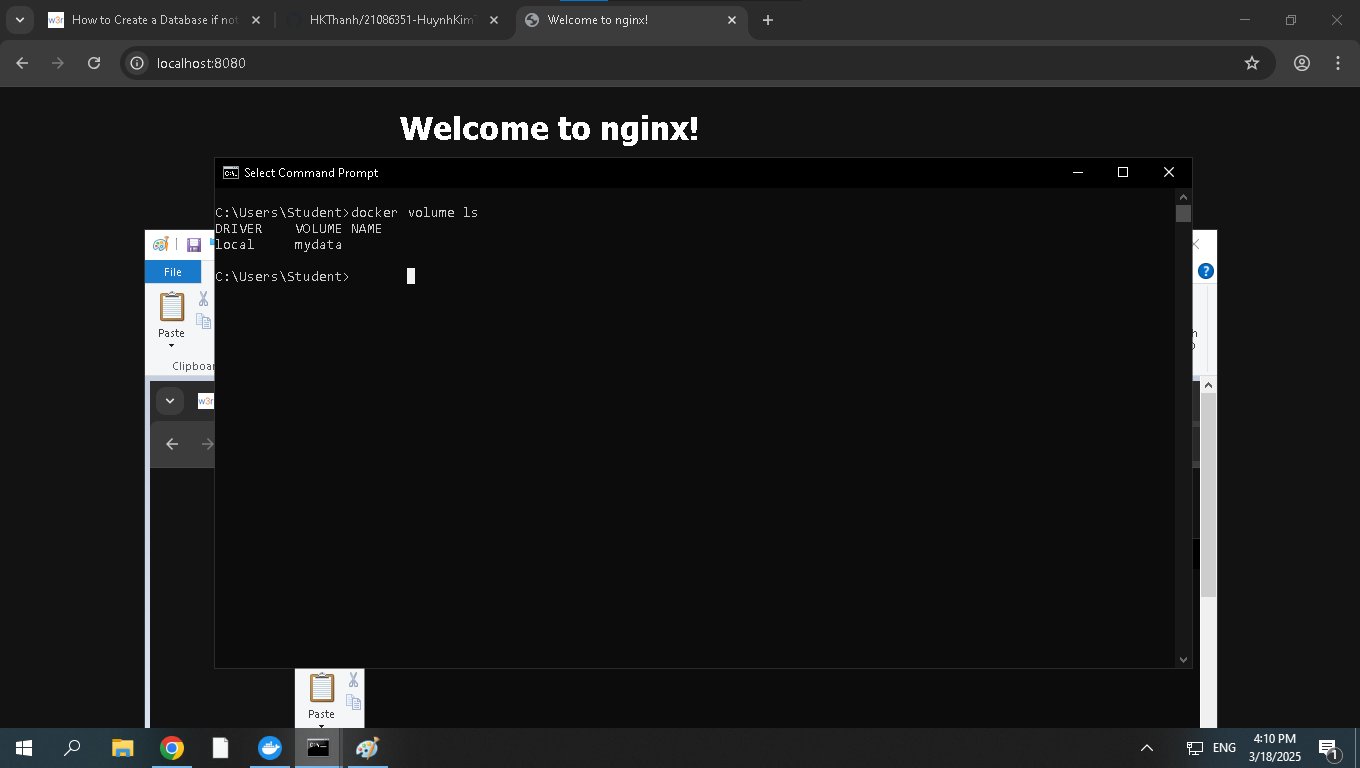 How to Create a Database if not
HKThanh/21086351-HuynhKim
Welcome to nginx!
localhost:8080
Welcome to nginx!
Select Command Prompt
C:\Users\Student>docker volume ls
DRIVER VOLUME NAME
local mydata
C:\Users\Student>
File
Paste
Clipboar
Paste
ENG
4:10 PM
3/18/2025
1